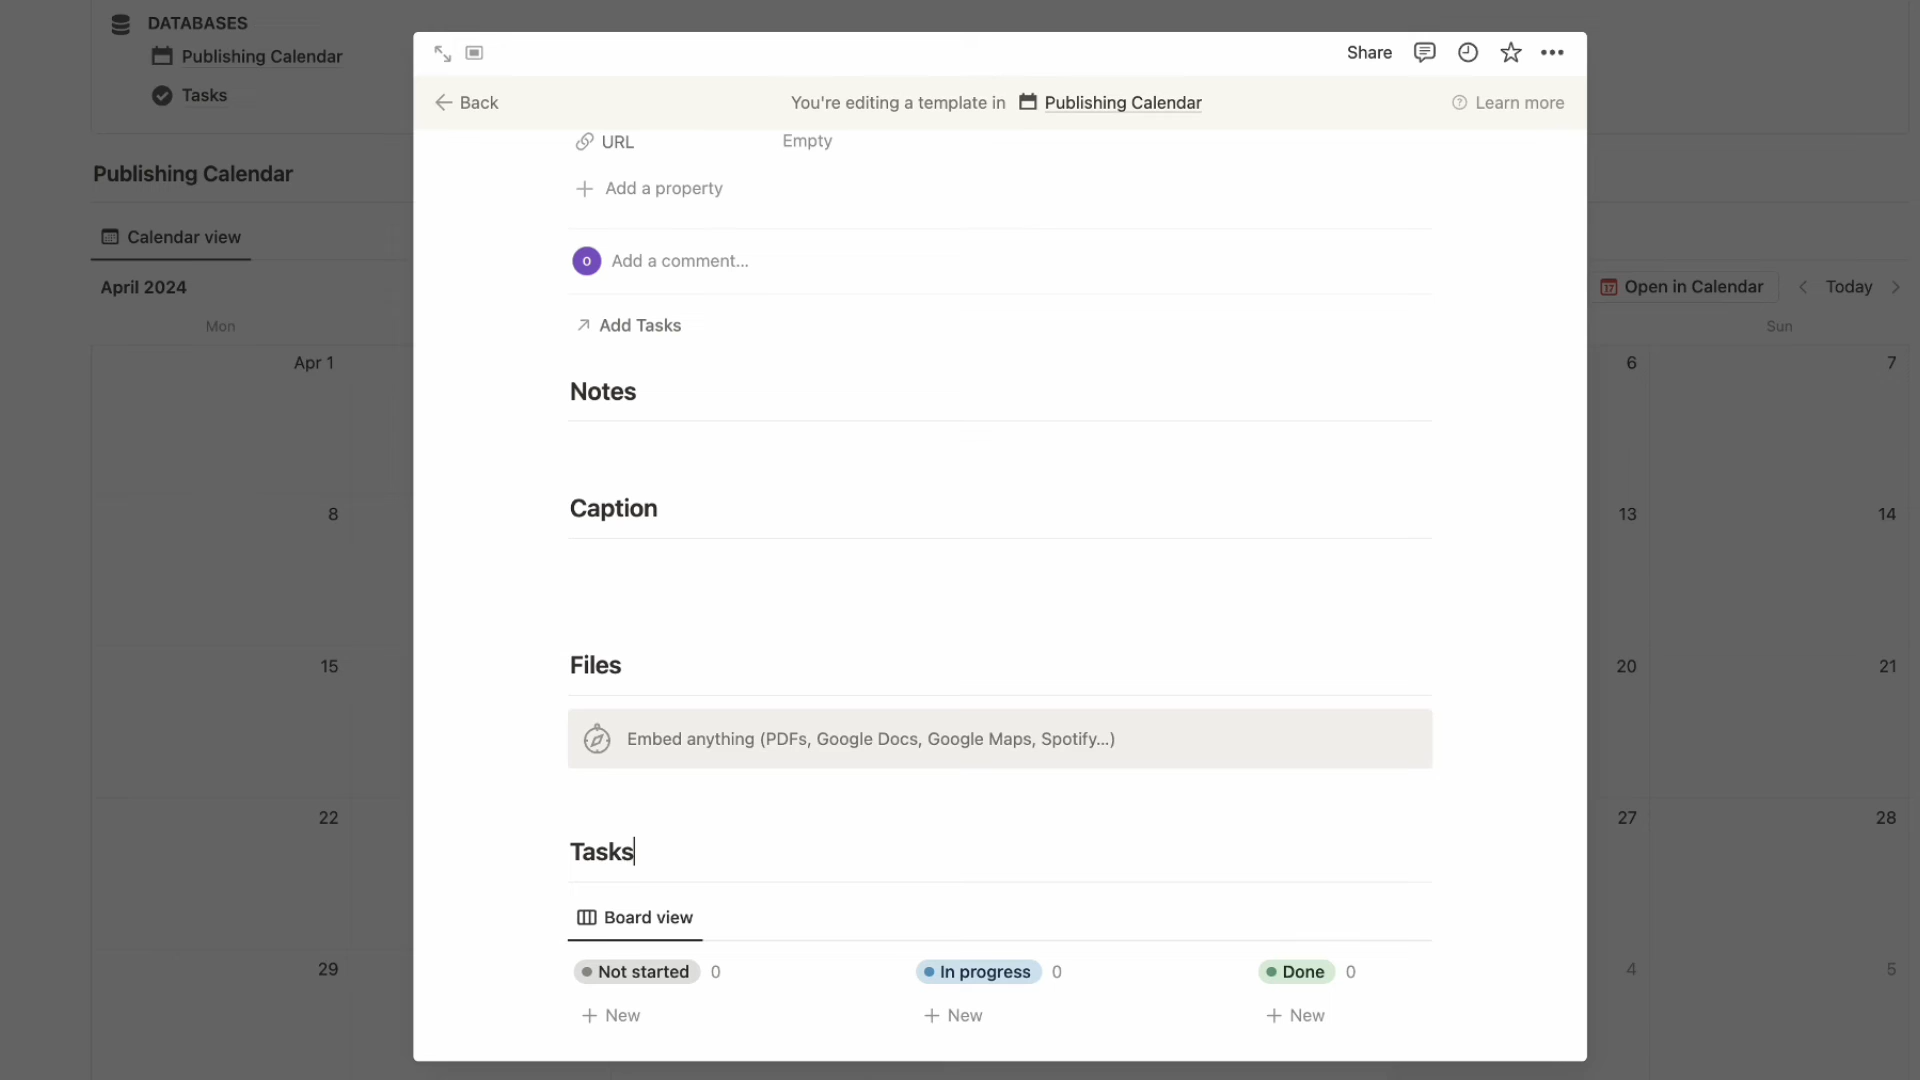 DATABASES
Publishing Calendar
Tasks
Publishing Calendar
Calendar view
April 2024
Mon
Apr 1
8
15
22
29
Share
Back
You're editing a template in Publishing Calendar
Learn more
URL Empty
Add a property
O Add a comment...
Add Tasks
Notes
Caption
Files
Embed anything (PDFs, Google Docs, Google Maps, Spotify...)
Tasks
Board view
Not started 0 In progress 0 Done 0
New New New
17 Open in Calendar Today
Sun
6 7
13 14
20 21
27 28
4 5